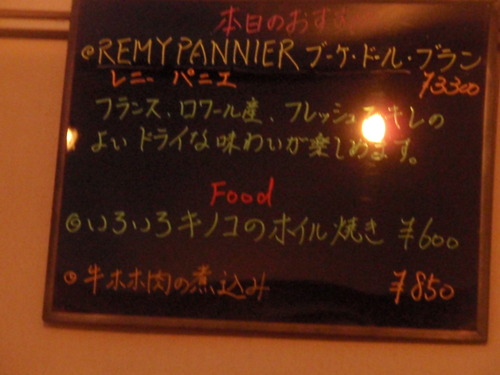 本日のおすすめ
◎REMY PANNIER ブーケ・ドール・ブラン
レニー パニエ ¥3300
フランス、ロワール産、フレッシュでキレの
よいドライな味わいが楽しめます。
Food
◎いろいろキノコのホイル焼き ¥600
◎牛ホホ肉の煮込み ¥850